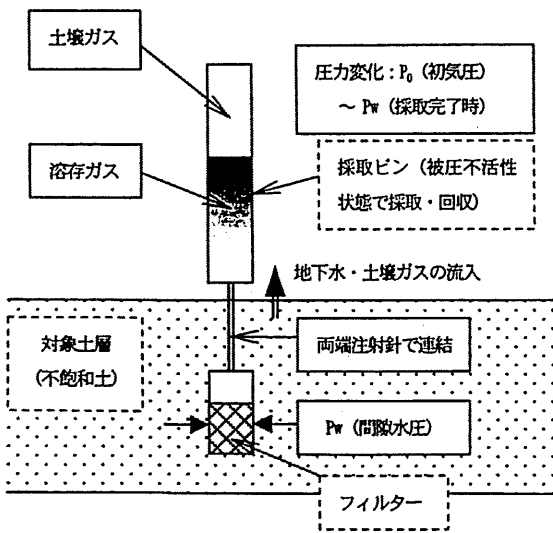 土壌ガス
圧力変化：P0（初気圧）
～ Pw（採取完了時）
溶存ガス
採取ビン（被圧不活性
状態で採取・回収）
地下水・土壌ガスの流入
対象土層
（不飽和土）
両端注射針で連結
Pw（間隙水圧）
フィルター